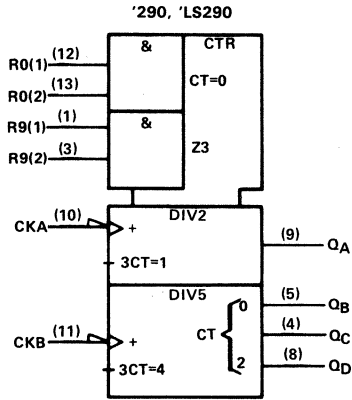 '290, 'LS290
& CTR
R0(1) (12)
CT=0
R0(2) (13)
R9(1) (1) &
Z3
R9(2) (3)
DIV2
CKA (10) +
(9) QA
3CT=1
DIV5
0 (5) QB
CKB (11) + CT (4) QC
3CT=4 2 (8) QD